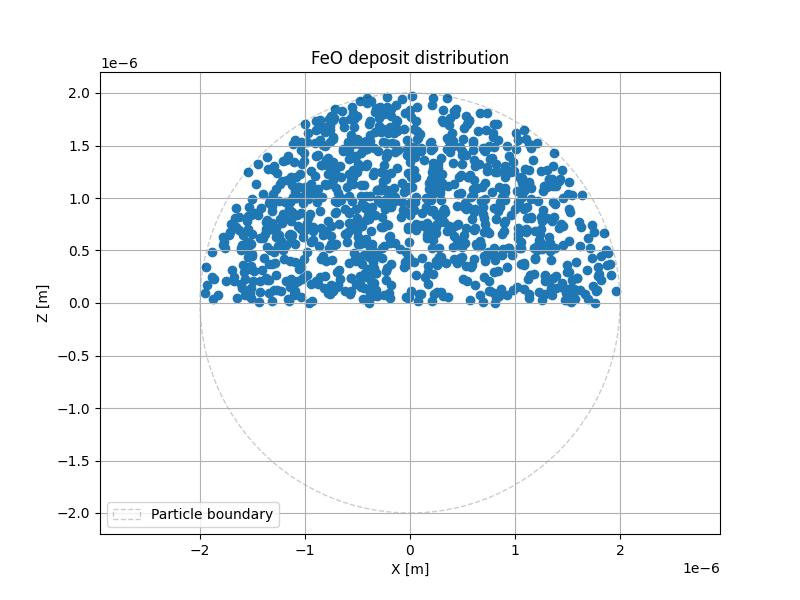 FeO deposit distribution
1e−6
2.0
1.5
1.0
0.5
0.0
−0.5
−1.0
−1.5
−2.0
Z [m]
Particle boundary
−2 −1 0 1 2
X [m] 1e−6